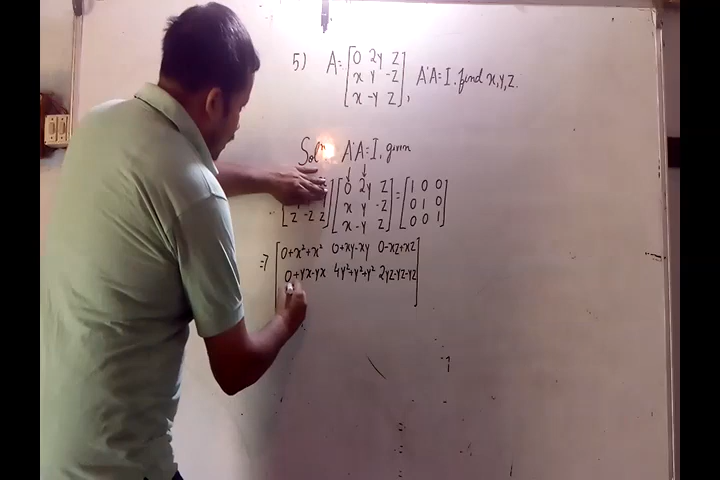 5) A = [0 2y z
x y -z
x -y z], A'A=I. find x,y,z.
Sol A'A=I, given
[0 2y z] = [1 0 0]
z -z z] [x y -z] [0 1 0]
[x -y z] [0 0 1]
=> [0+x²+x² 0+xy-xy 0-xz+xz]
0+yx-yx 4y²+y²+y² 2yz-yz-yz